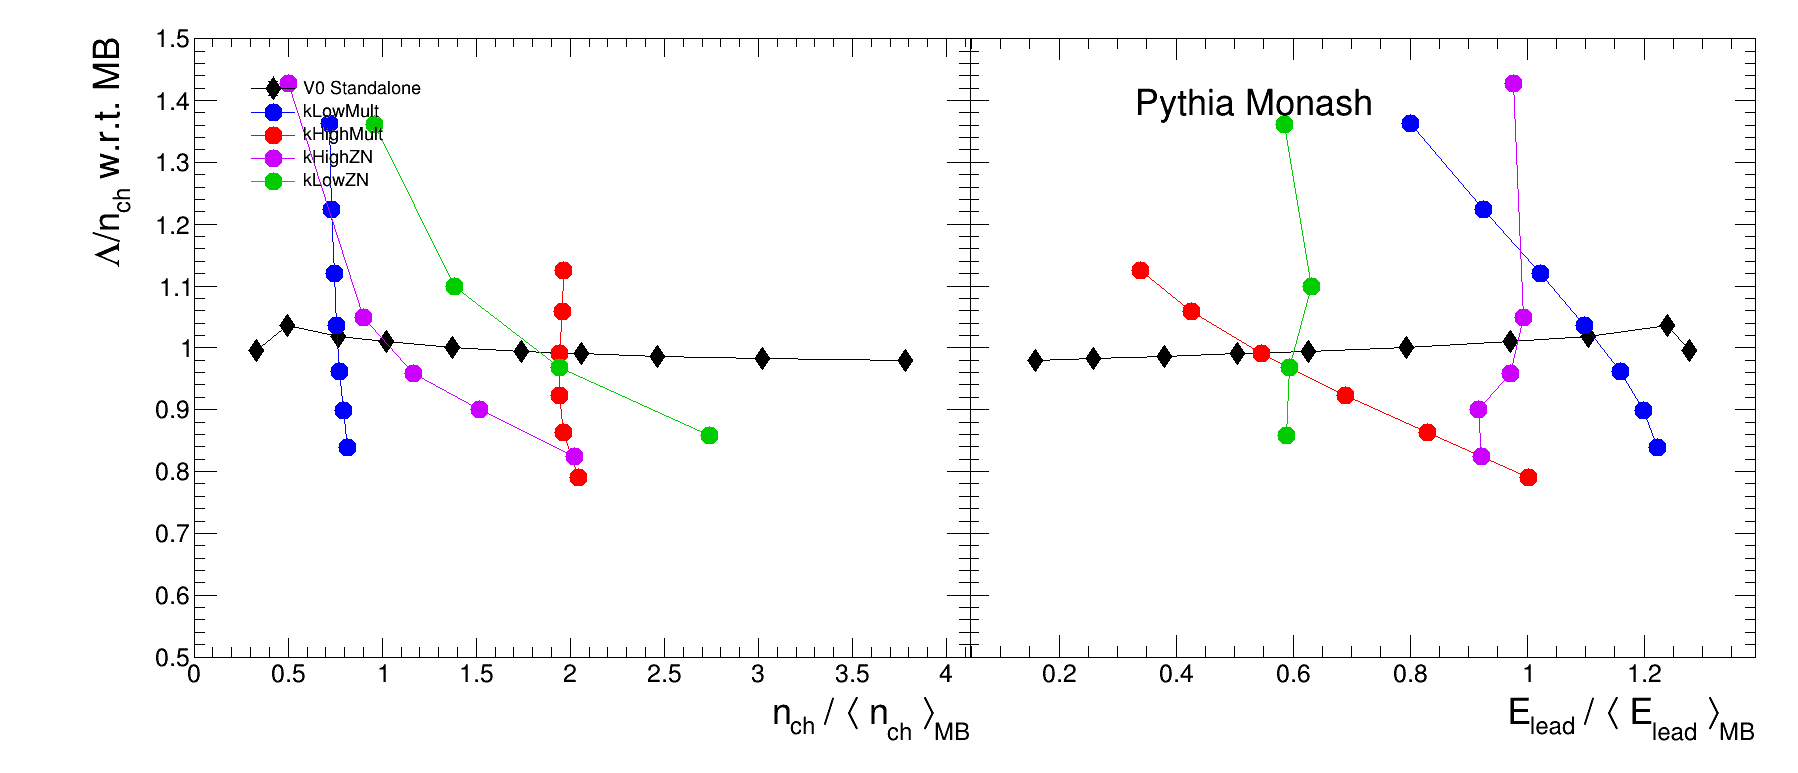 Λ/n_ch w.r.t. MB
1.5
1.4
1.3
1.2
1.1
1
0.9
0.8
0.7
0.6
0.5
V0 Standalone
kLowMult
kHighMult
kHighZN
kLowZN
0 0.5 1 1.5 2 2.5 3 3.5 4
n_ch / ⟨ n_ch ⟩_MB
Pythia Monash
0.2 0.4 0.6 0.8 1 1.2
E_lead / ⟨ E_lead ⟩_MB